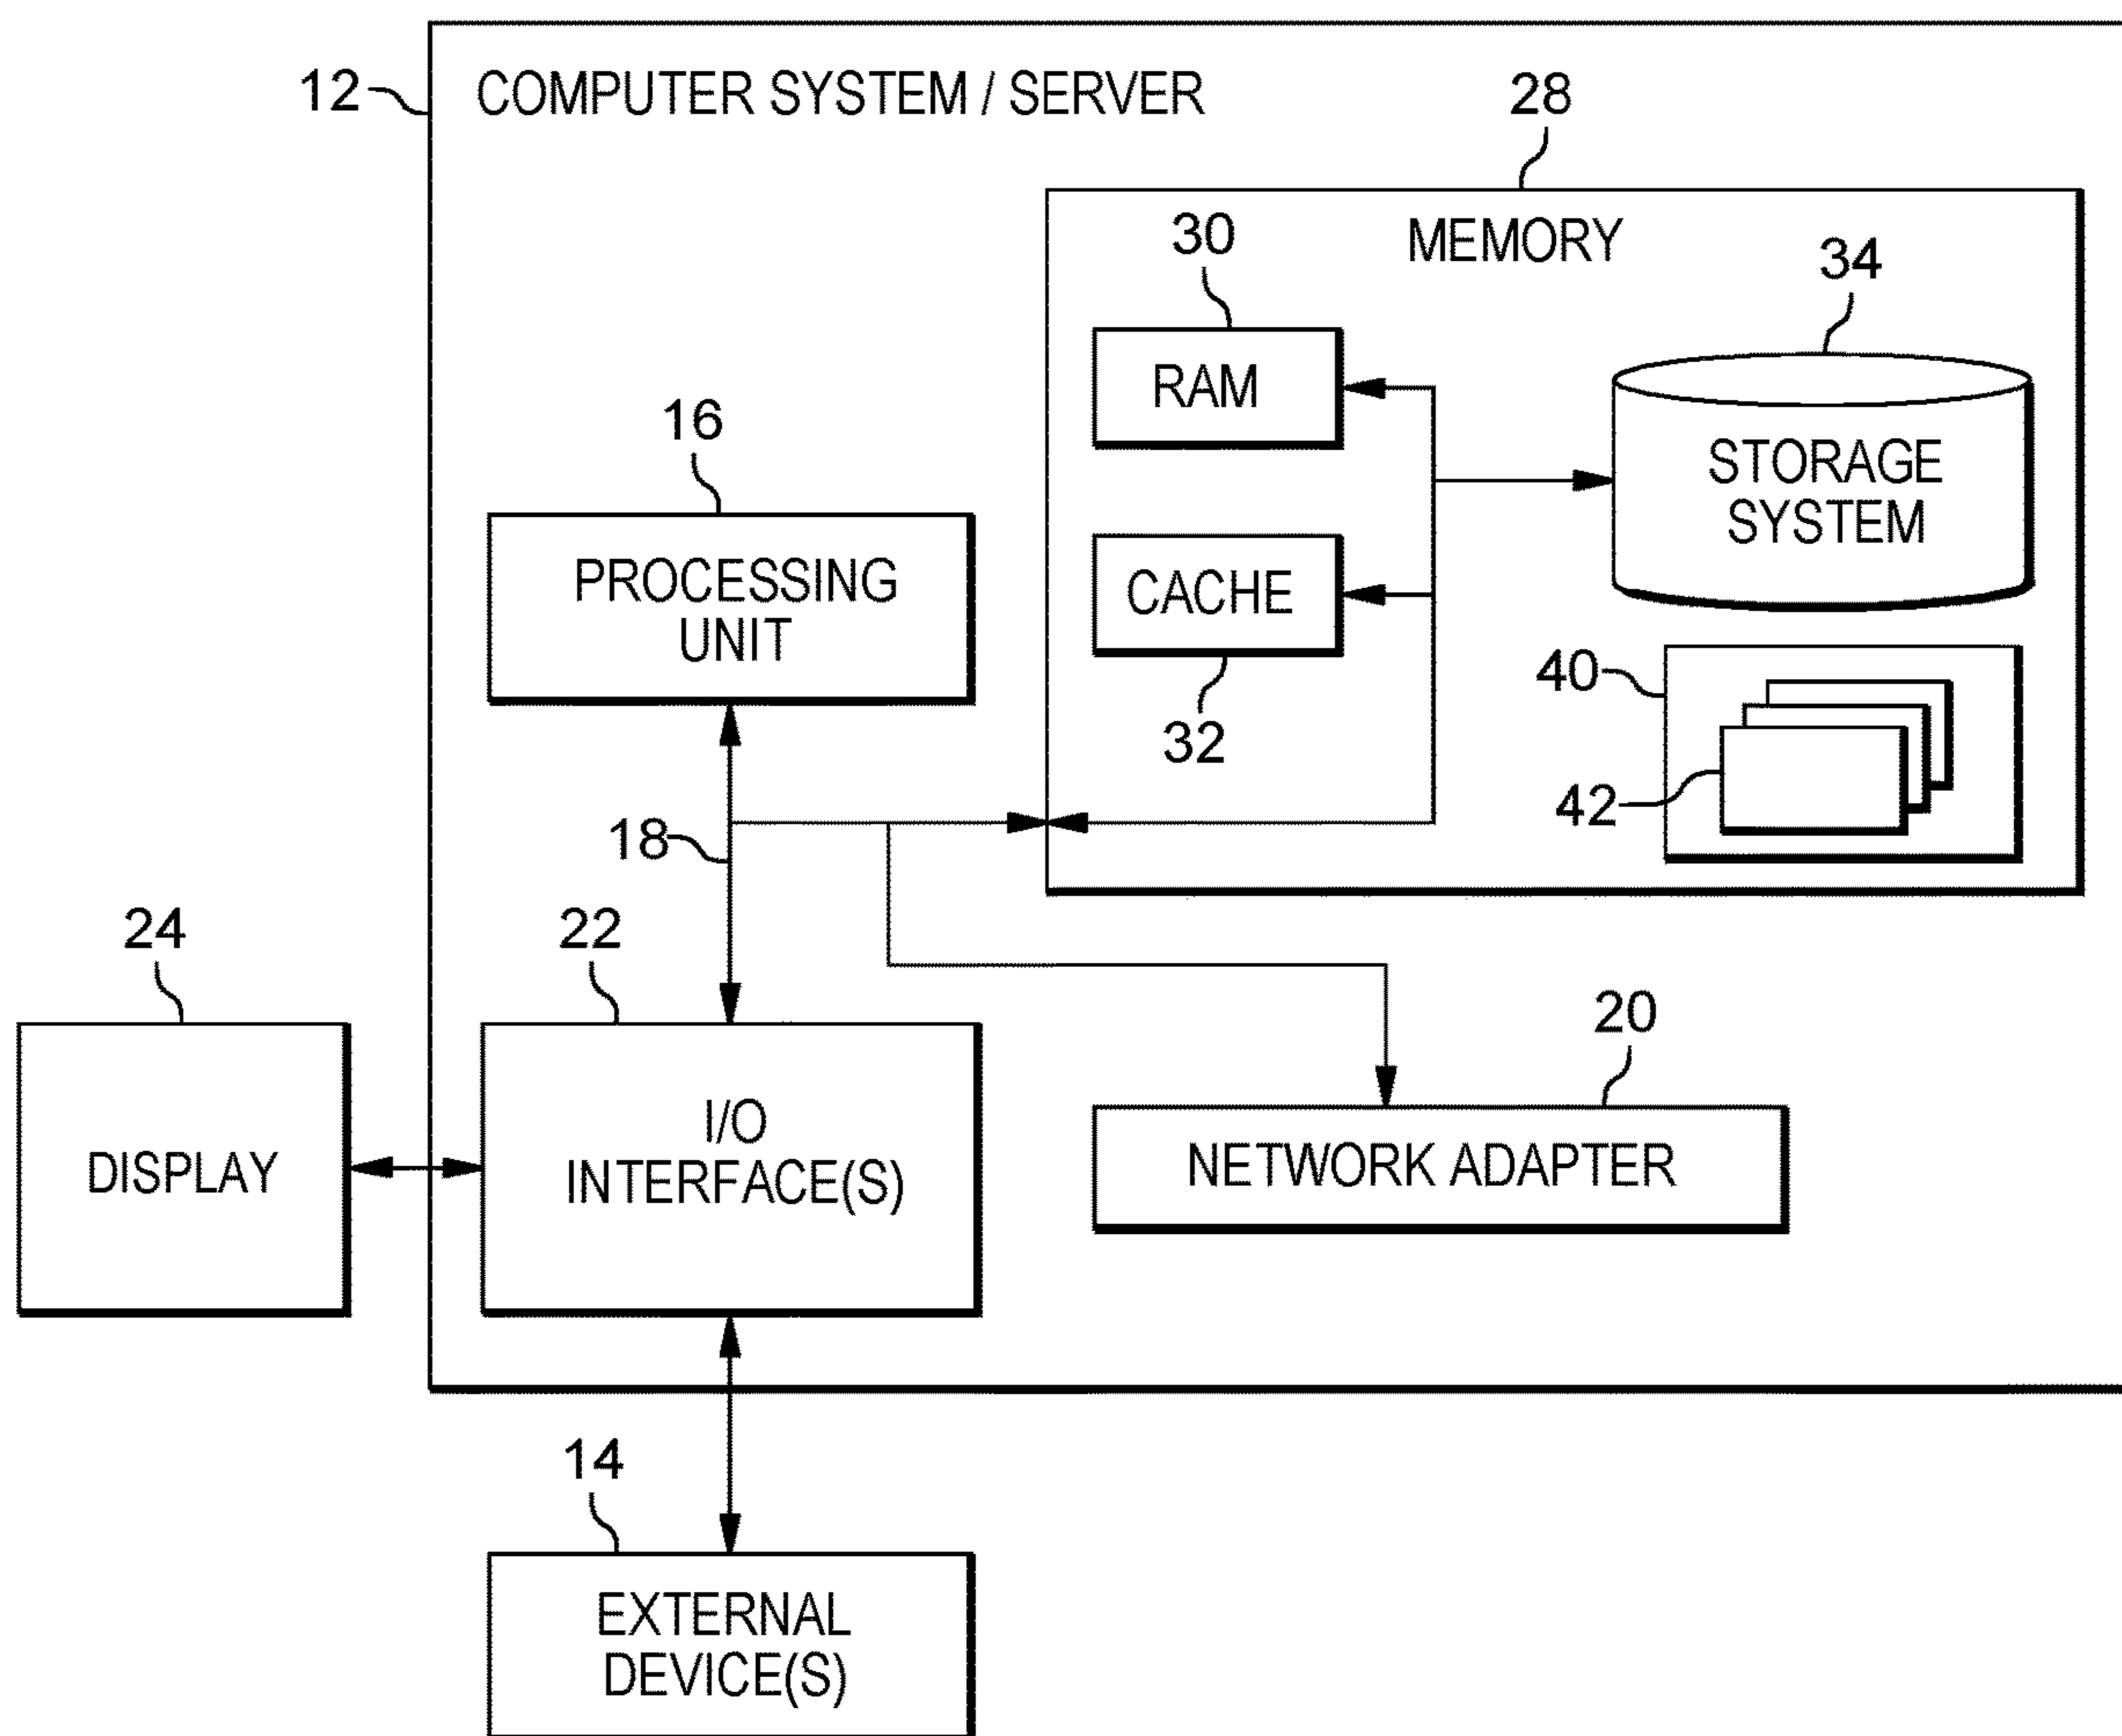 12
COMPUTER SYSTEM / SERVER
28
MEMORY
30
34
RAM
16
STORAGE
SYSTEM
PROCESSING
UNIT
CACHE
32
40
42
18
24
22
20
DISPLAY
I/O
INTERFACE(S)
NETWORK ADAPTER
14
EXTERNAL
DEVICE(S)